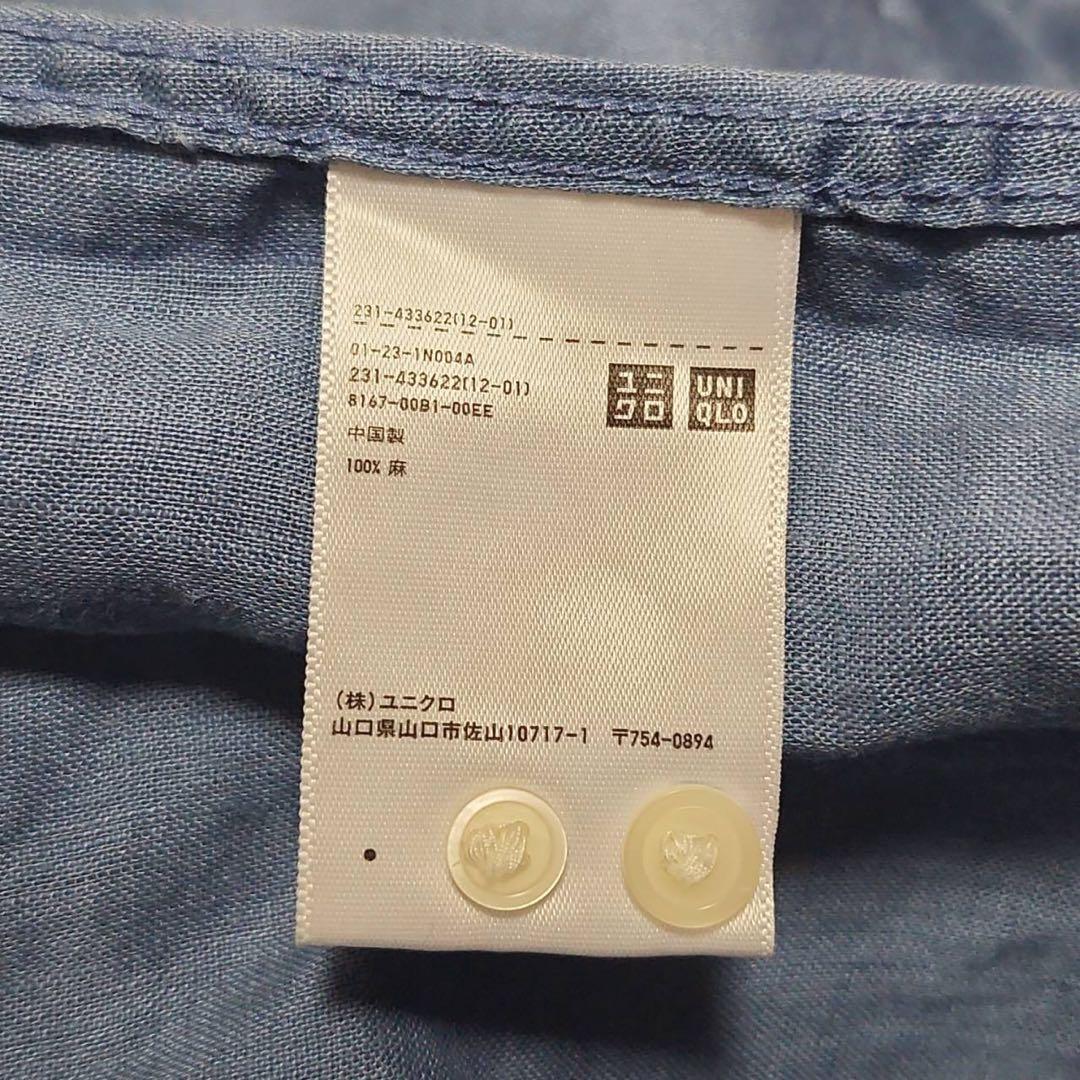 231-433622(12-01)
01-23-1N004A
231-433622(12-01)
8167-00B1-00EE
中国製
100% 麻
ユニ
クロ
UNI
QLO
(株)ユニクロ
山口県山口市佐山10717-1 〒754-0894